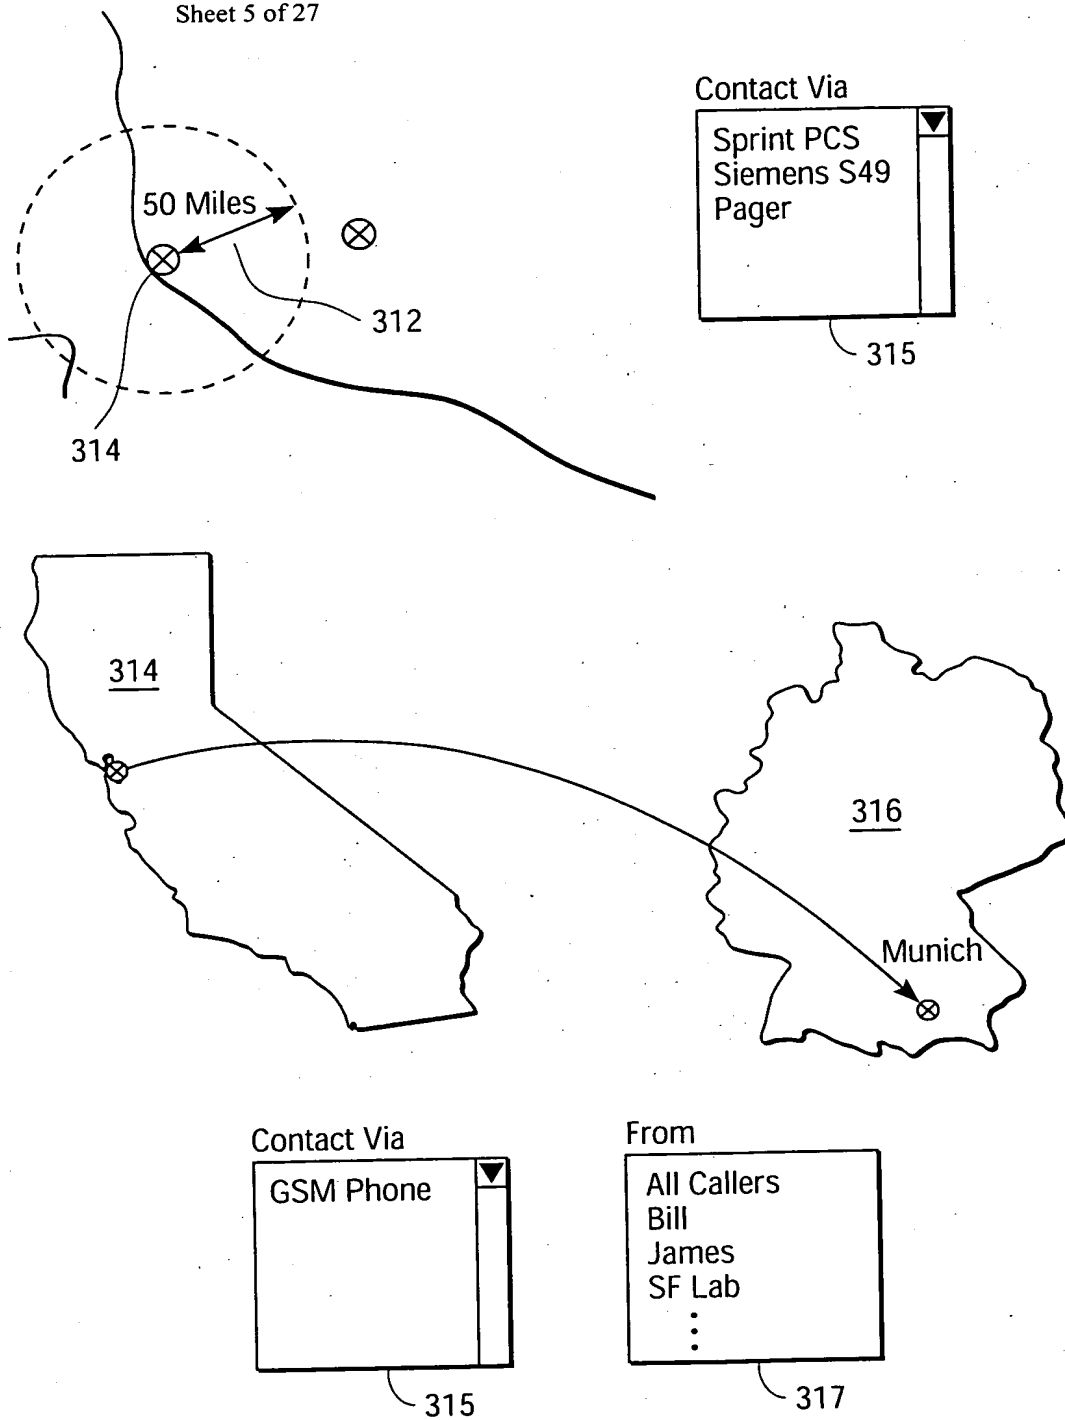 Sheet 5 of 27
Contact Via
Sprint PCS
Siemens S49
Pager
50 Miles
312
315
314
314
316
Munich
Contact Via
GSM Phone
From
All Callers
Bill
James
SF Lab
315
317